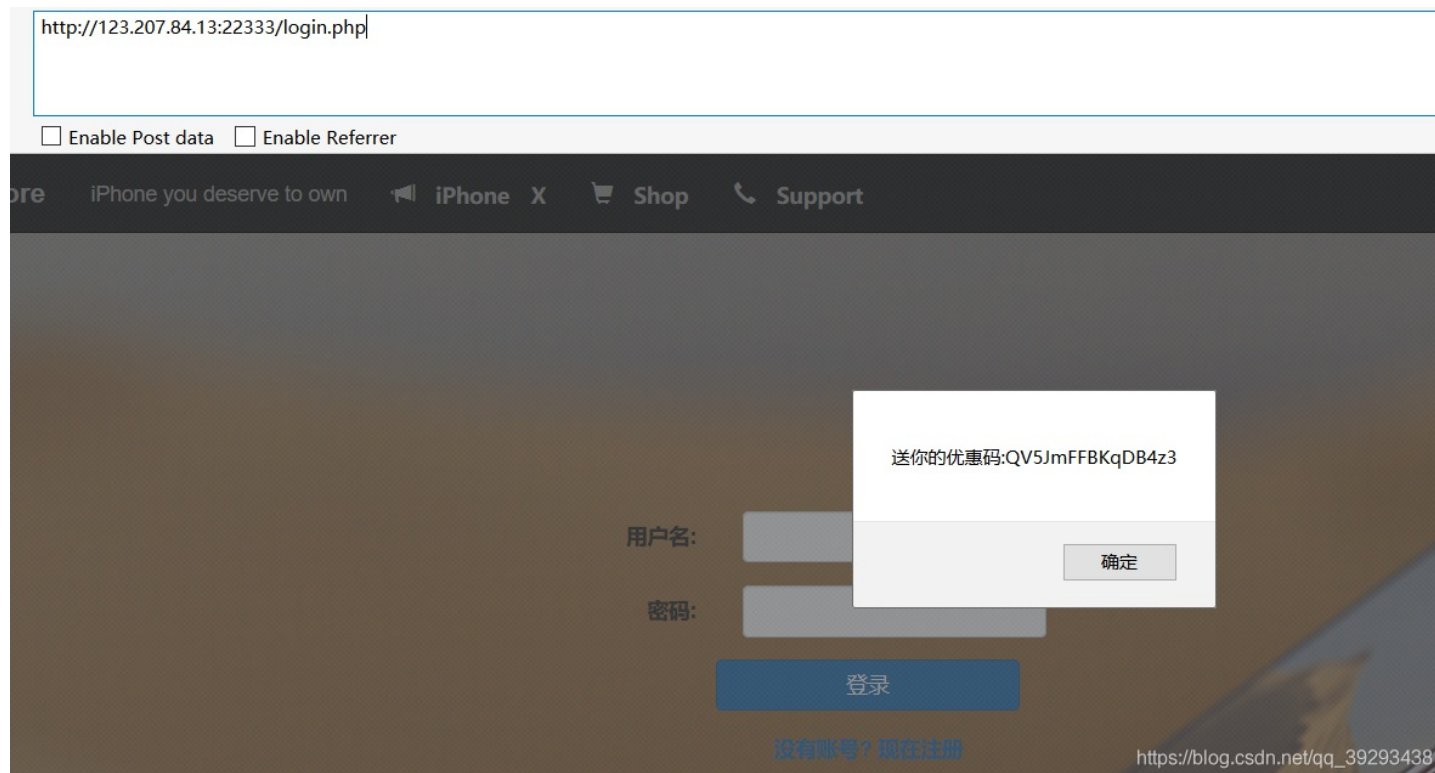 http://123.207.84.13:22333/login.php
Enable Post data Enable Referrer
ore iPhone you deserve to own iPhone X Shop Support
送你的优惠码:QV5JmFFBKqDB4z3
确定
用户名:
密码:
登录
没有账号? 现在注册
https://blog.csdn.net/qq_39293438